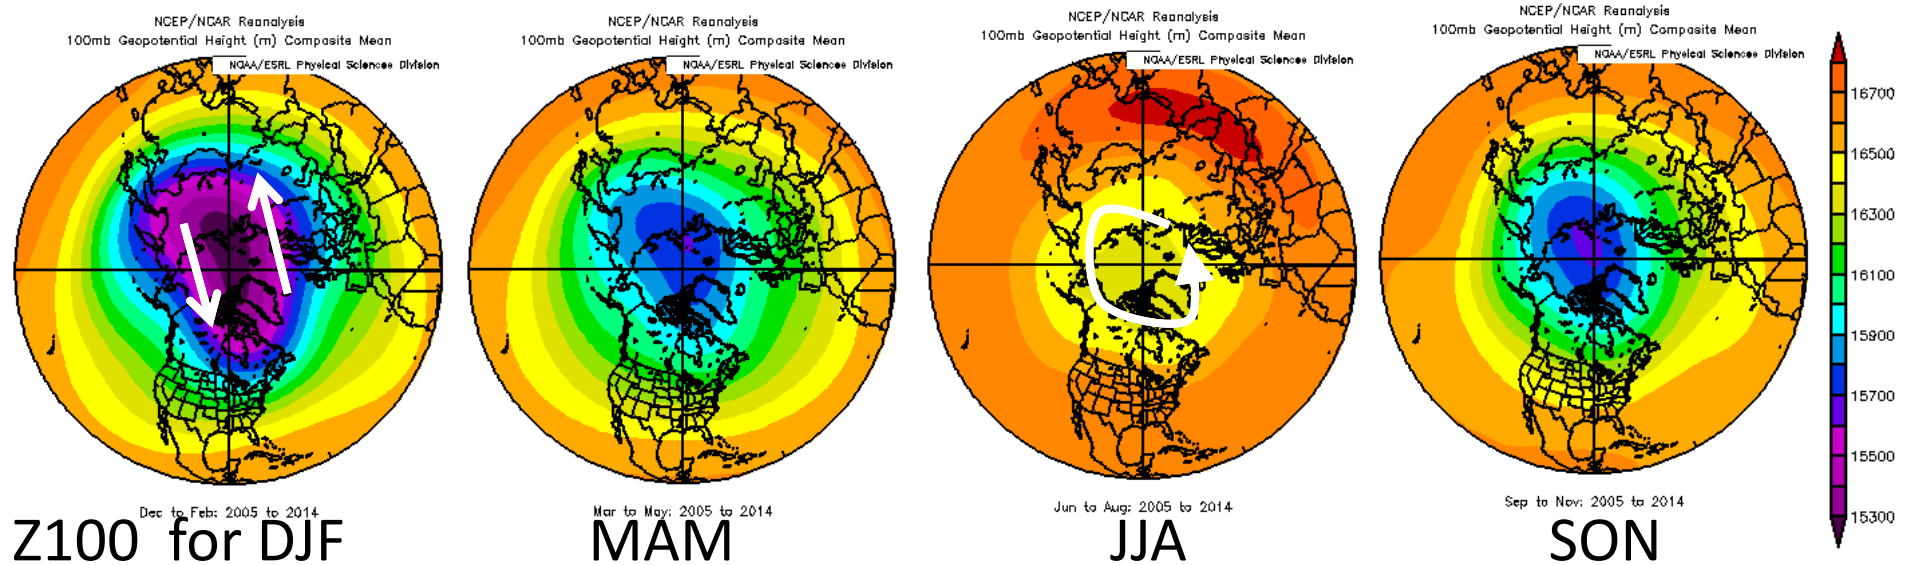 NCEP/NCAR Reanalysis
100mb Geopotential Height (m) Composite Mean
NOAA/ESRL Physical Sciences Division
Dec to Feb: 2005 to 2014
Z100 for DJF
NCEP/NCAR Reanalysis
100mb Geopotential Height (m) Composite Mean
NOAA/ESRL Physical Sciences Division
Mar to May: 2005 to 2014
MAM
NCEP/NCAR Reanalysis
100mb Geopotential Height (m) Composite Mean
NOAA/ESRL Physical Sciences Division
Jun to Aug: 2005 to 2014
JJA
NCEP/NCAR Reanalysis
100mb Geopotential Height (m) Composite Mean
NOAA/ESRL Physical Sciences Division
Sep to Nov: 2005 to 2014
SON
16700
16500
16300
16100
15900
15700
15500
15300